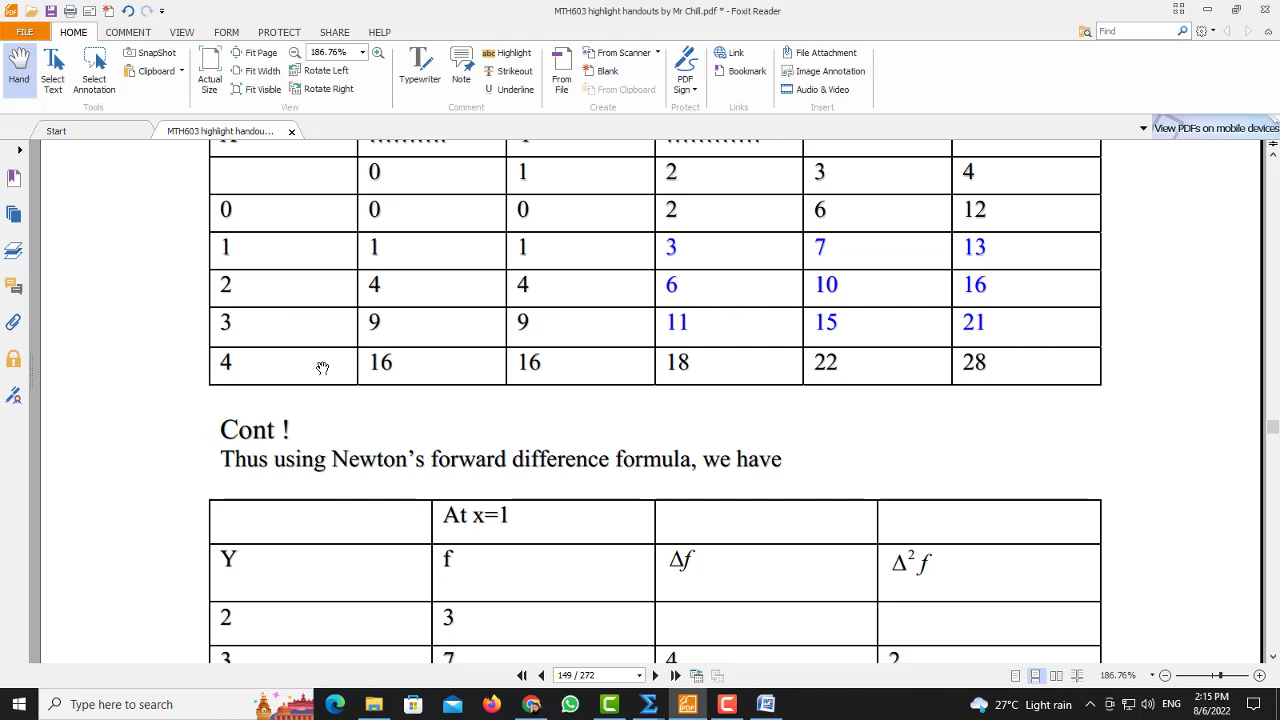 MTH603 highlight handouts by Mr Chill.pdf * - Foxit Reader
FILE HOME COMMENT VIEW FORM PROTECT SHARE HELP
Find
Hand
Select Text
Select Annotation
SnapShot
Clipboard
Tools
Actual Size
Fit Page
Fit Width
Fit Visible
186.76%
Rotate Left
Rotate Right
View
Typewriter
Note
Highlight
Strikeout
Underline
Comment
From File
From Scanner
Blank
From Clipboard
Create
PDF Sign
Protect
Link
Bookmark
Links
File Attachment
Image Annotation
Audio & Video
Insert
Start
MTH603 highlight handou...
View PDFs on mobile devices
0 1 2 3 4
0 0 0 2 6 12
1 1 1 3 7 13
2 4 4 6 10 16
3 9 9 11 15 21
4 16 16 18 22 28
Cont !
Thus using Newton's forward difference formula, we have
At x=1
Y f Δf Δ² f
2 3
3 7 4 2
149 / 272
186.76%
Type here to search
27°C Light rain
ENG
2:15 PM
8/6/2022